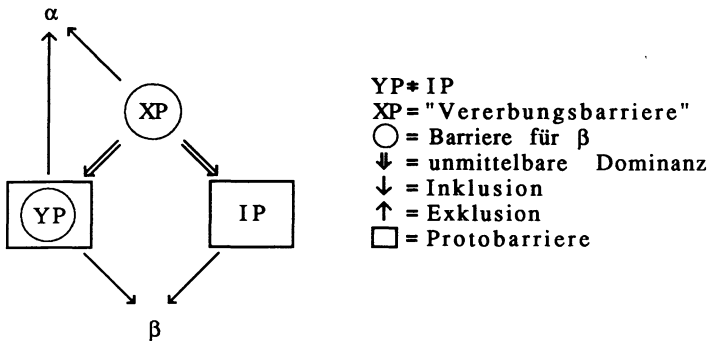 α
XP
YP
IP
β
YP≠IP
XP="Vererbungsbarriere"
= Barriere für β
= unmittelbare Dominanz
↓ = Inklusion
↑ = Exklusion
= Protobarriere